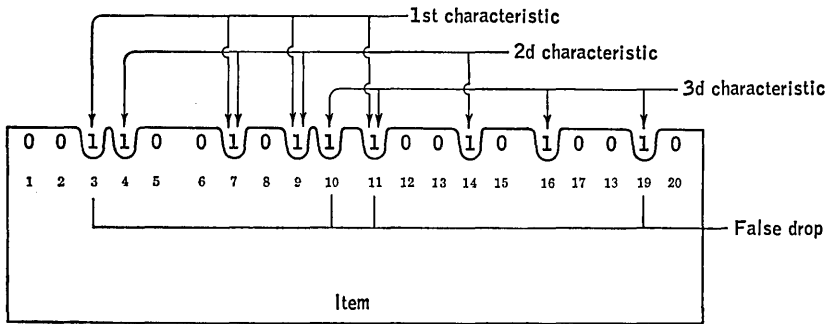 1st characteristic
2d characteristic
3d characteristic
0 0 1 1 0 0 1 0 1 1 1 0 0 1 0 1 0 0 1 0
1 2 3 4 5 6 7 8 9 10 11 12 13 14 15 16 17 13 19 20
False drop
Item